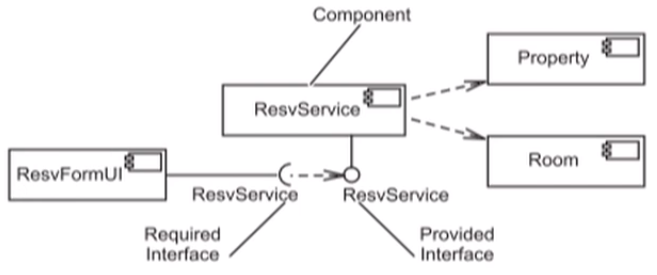 Component
Property
ResvService
Room
ResvFormUI
ResvService
ResvService
Required
Interface
Provided
Interface